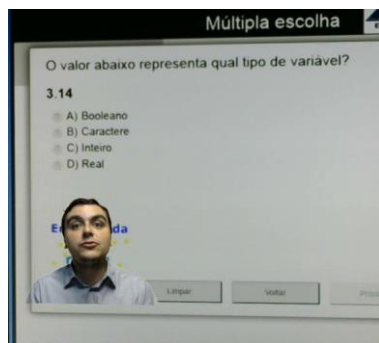 Múltipla escolha
O valor abaixo representa qual tipo de variável?
3.14
A) Booleano
B) Caractere
C) Inteiro
D) Real
Limpar
Voltar